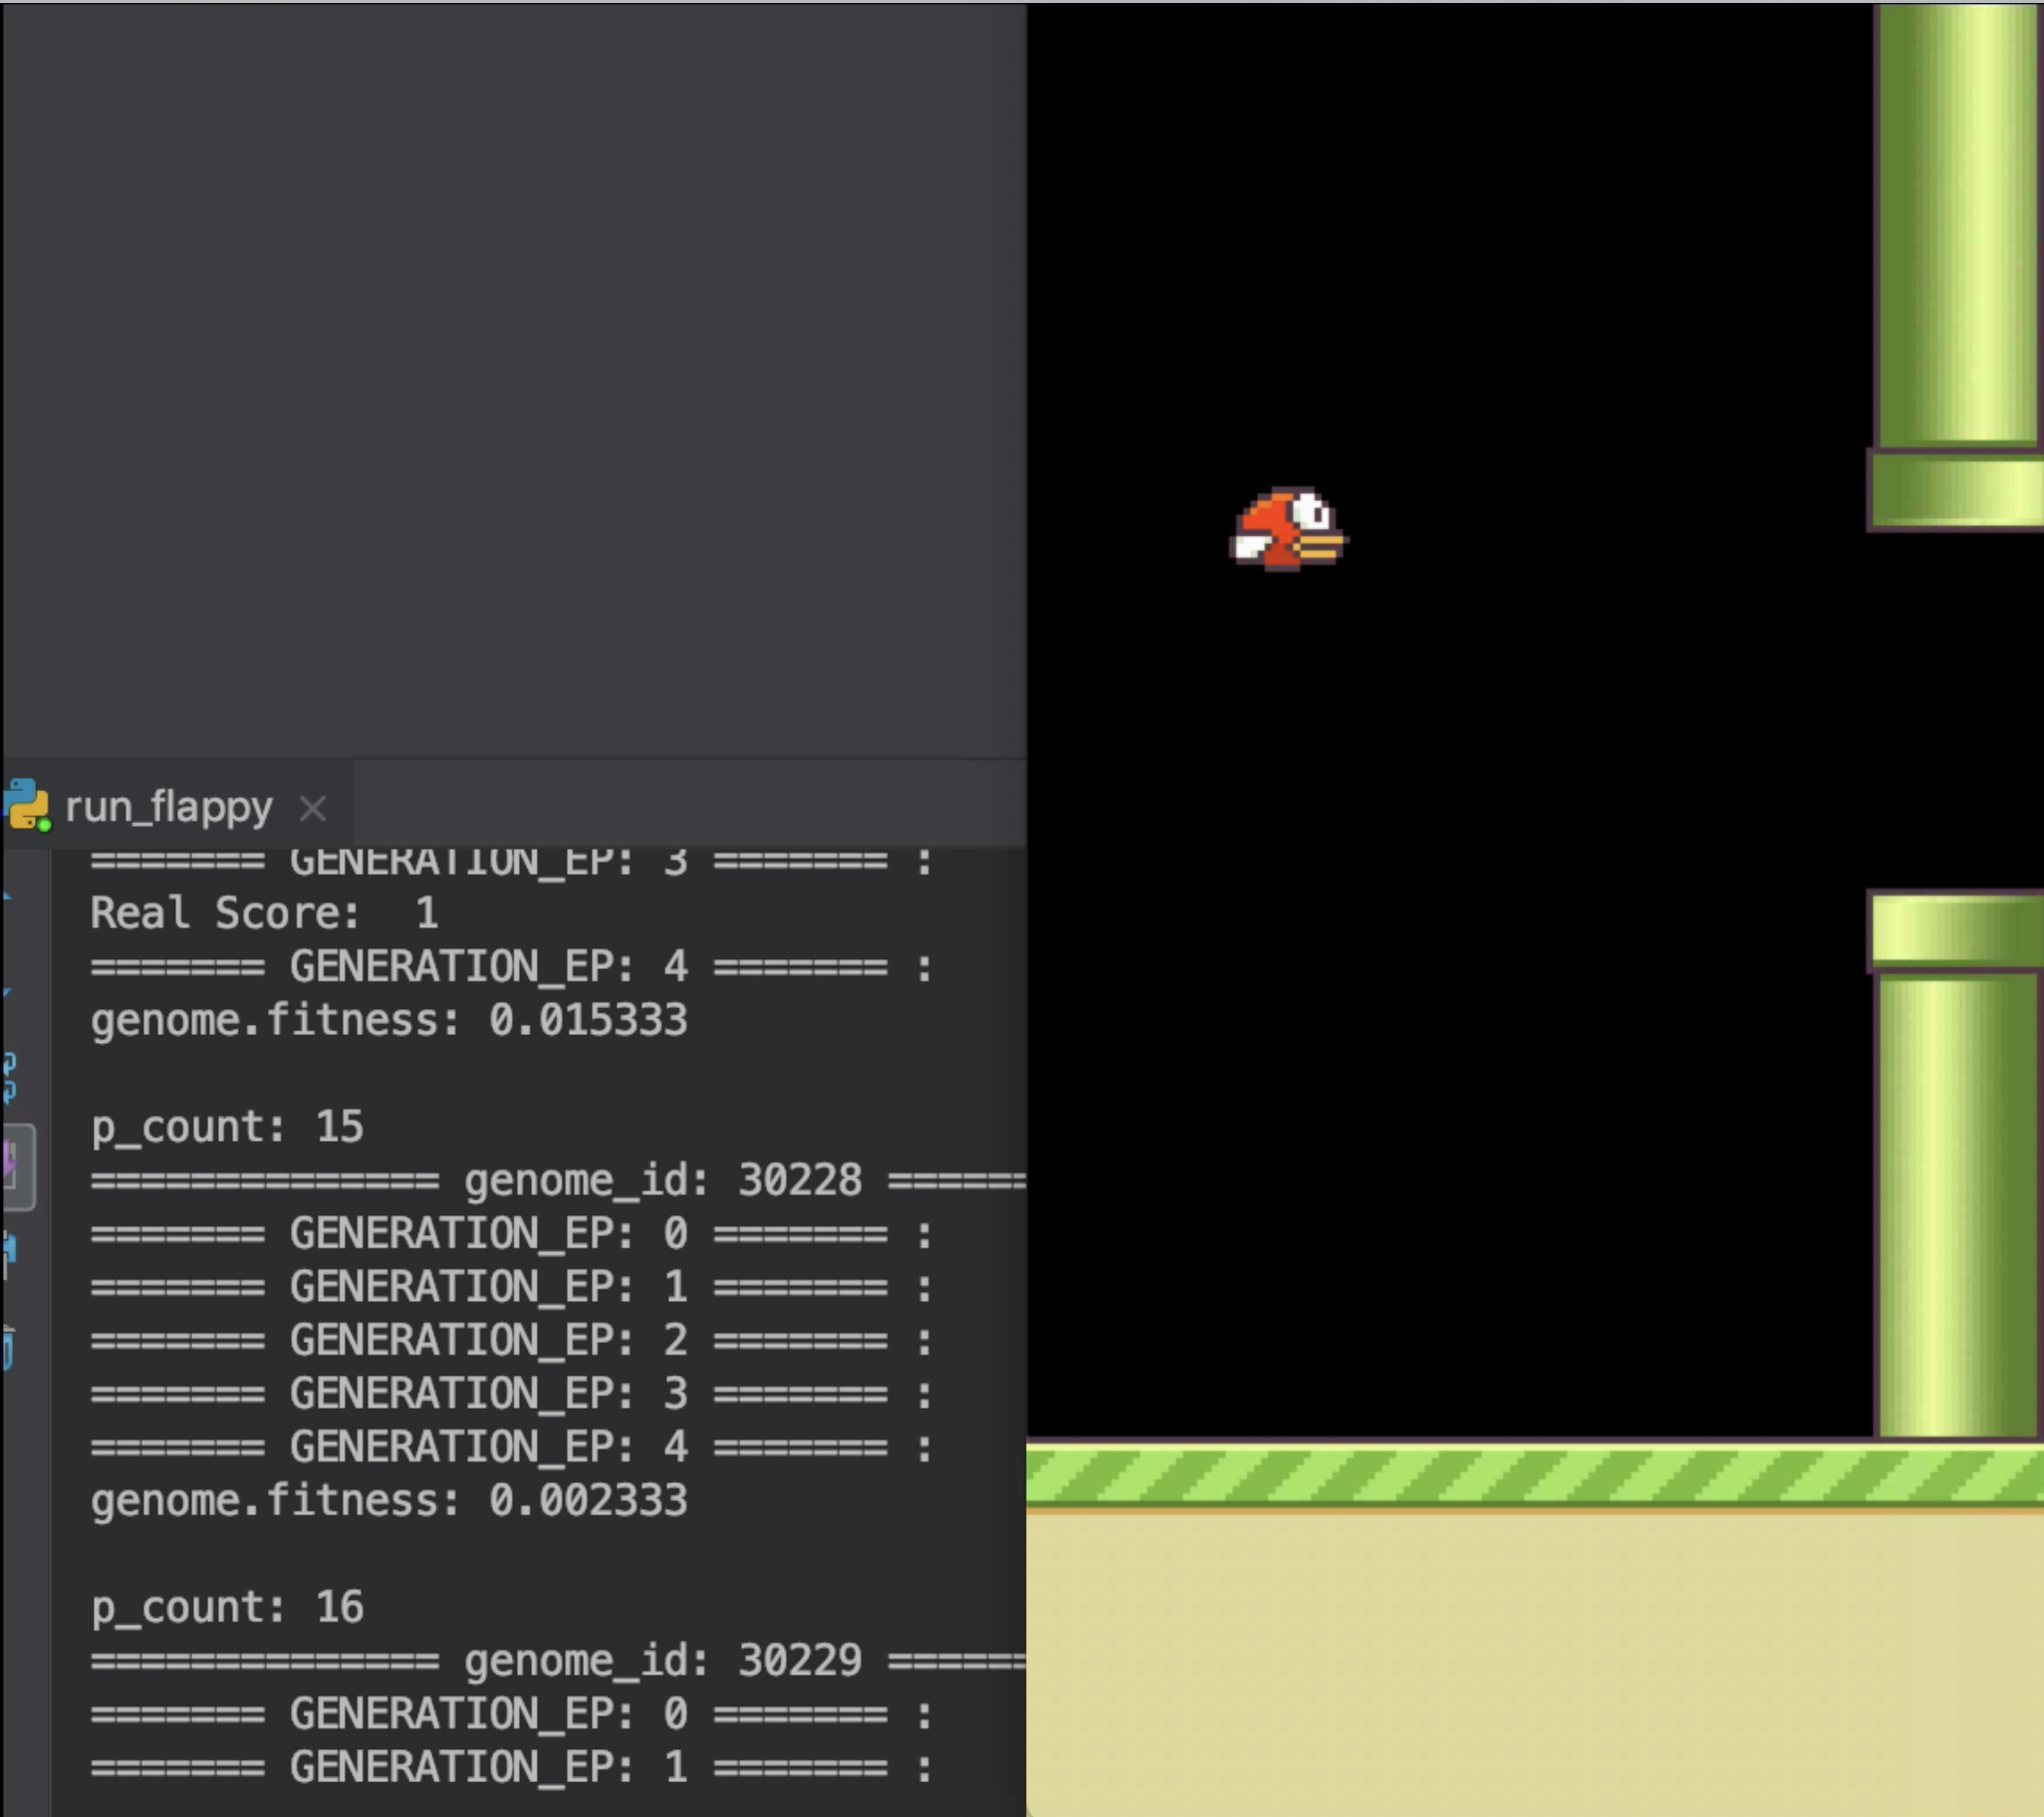 run_flappy
======= GENERATION_EP: 3 ======= :
Real Score:  1
======= GENERATION_EP: 4 ======= :
genome.fitness: 0.015333
p_count: 15
============== genome_id: 30228 ======
======= GENERATION_EP: 0 ======= :
======= GENERATION_EP: 1 ======= :
======= GENERATION_EP: 2 ======= :
======= GENERATION_EP: 3 ======= :
======= GENERATION_EP: 4 ======= :
genome.fitness: 0.002333
p_count: 16
============== genome_id: 30229 ======
======= GENERATION_EP: 0 ======= :
======= GENERATION_EP: 1 ======= :